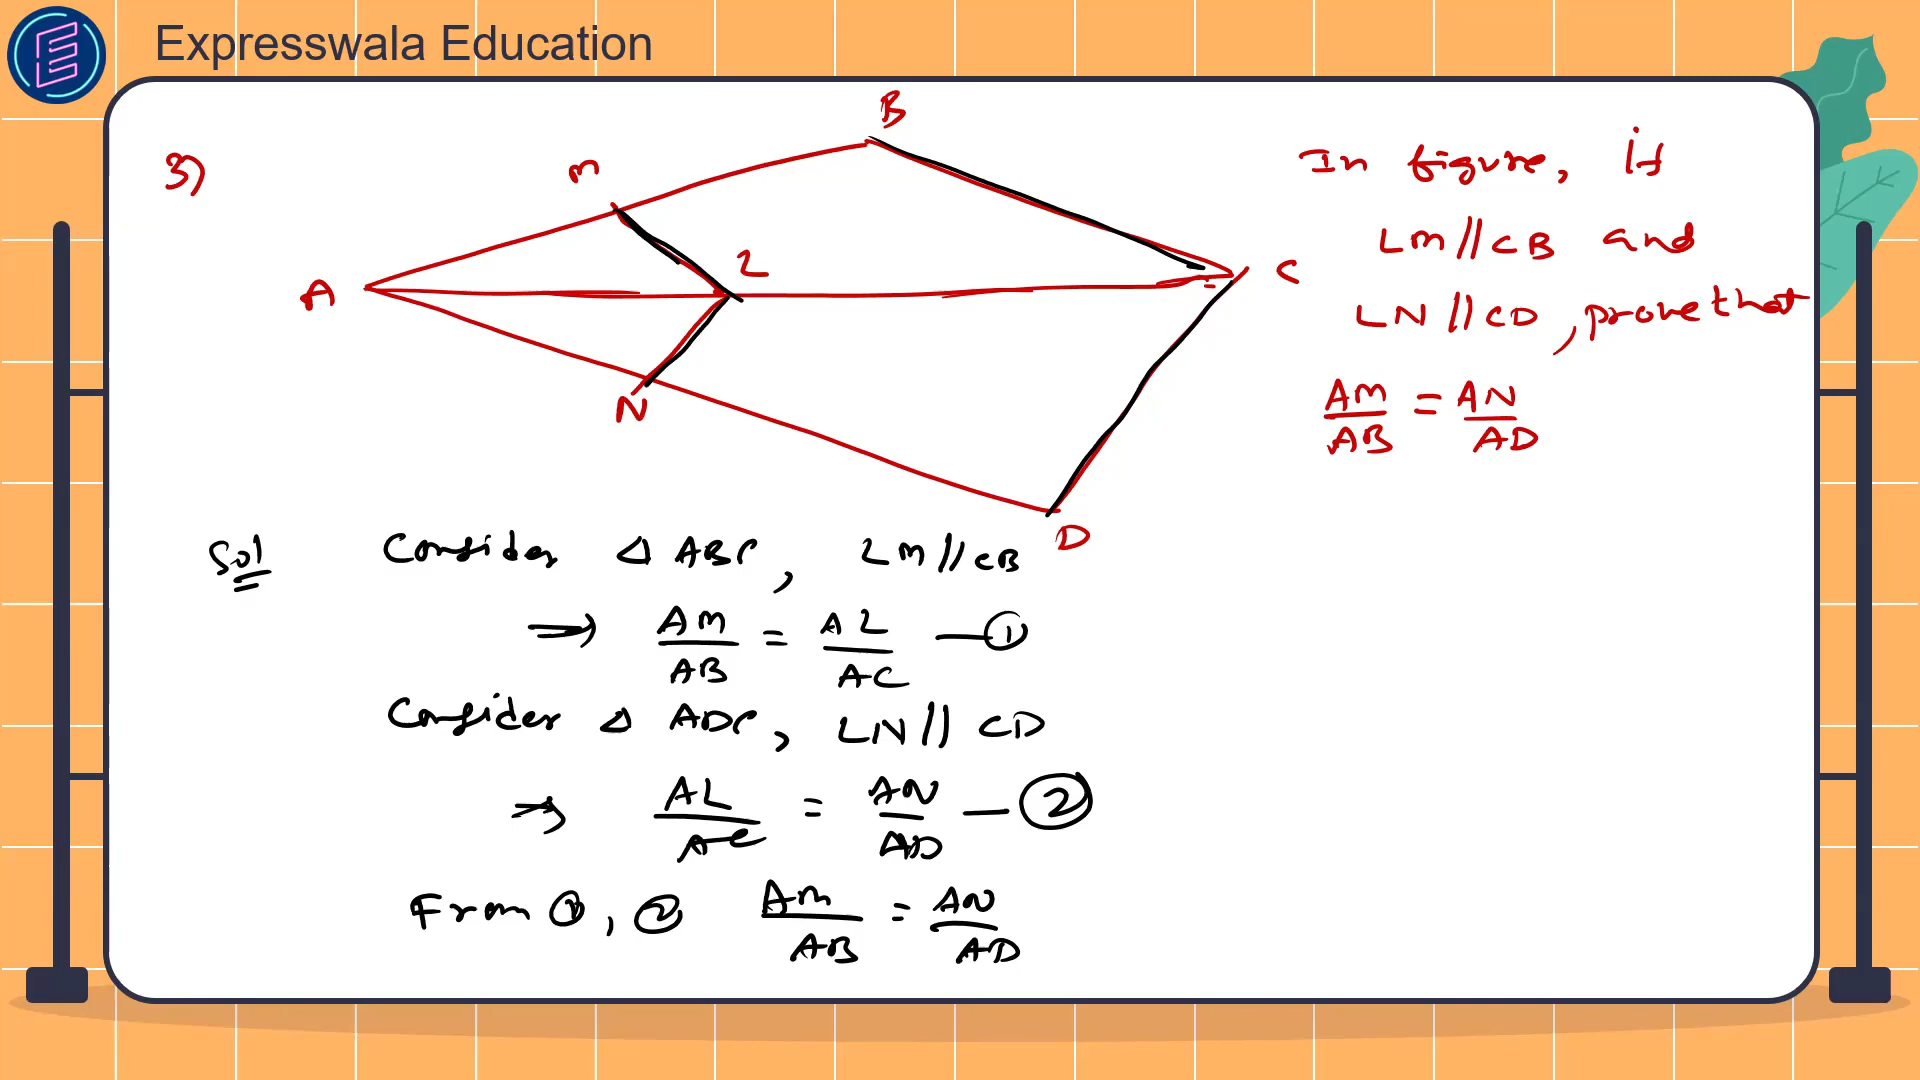 Expresswala Education
3)
B
M
L
A
C
N
D
In figure, if
LM//CB and
LN//CD, prove that
AM/AB = AN/AD
Sol
Consider △ ABC, LM//CB
⇒ AM/AB = AL/AC — ①
Consider △ ADC, LN// CD
⇒ AL/AC = AN/AD — ②
From ①, ② AM/AB = AN/AD